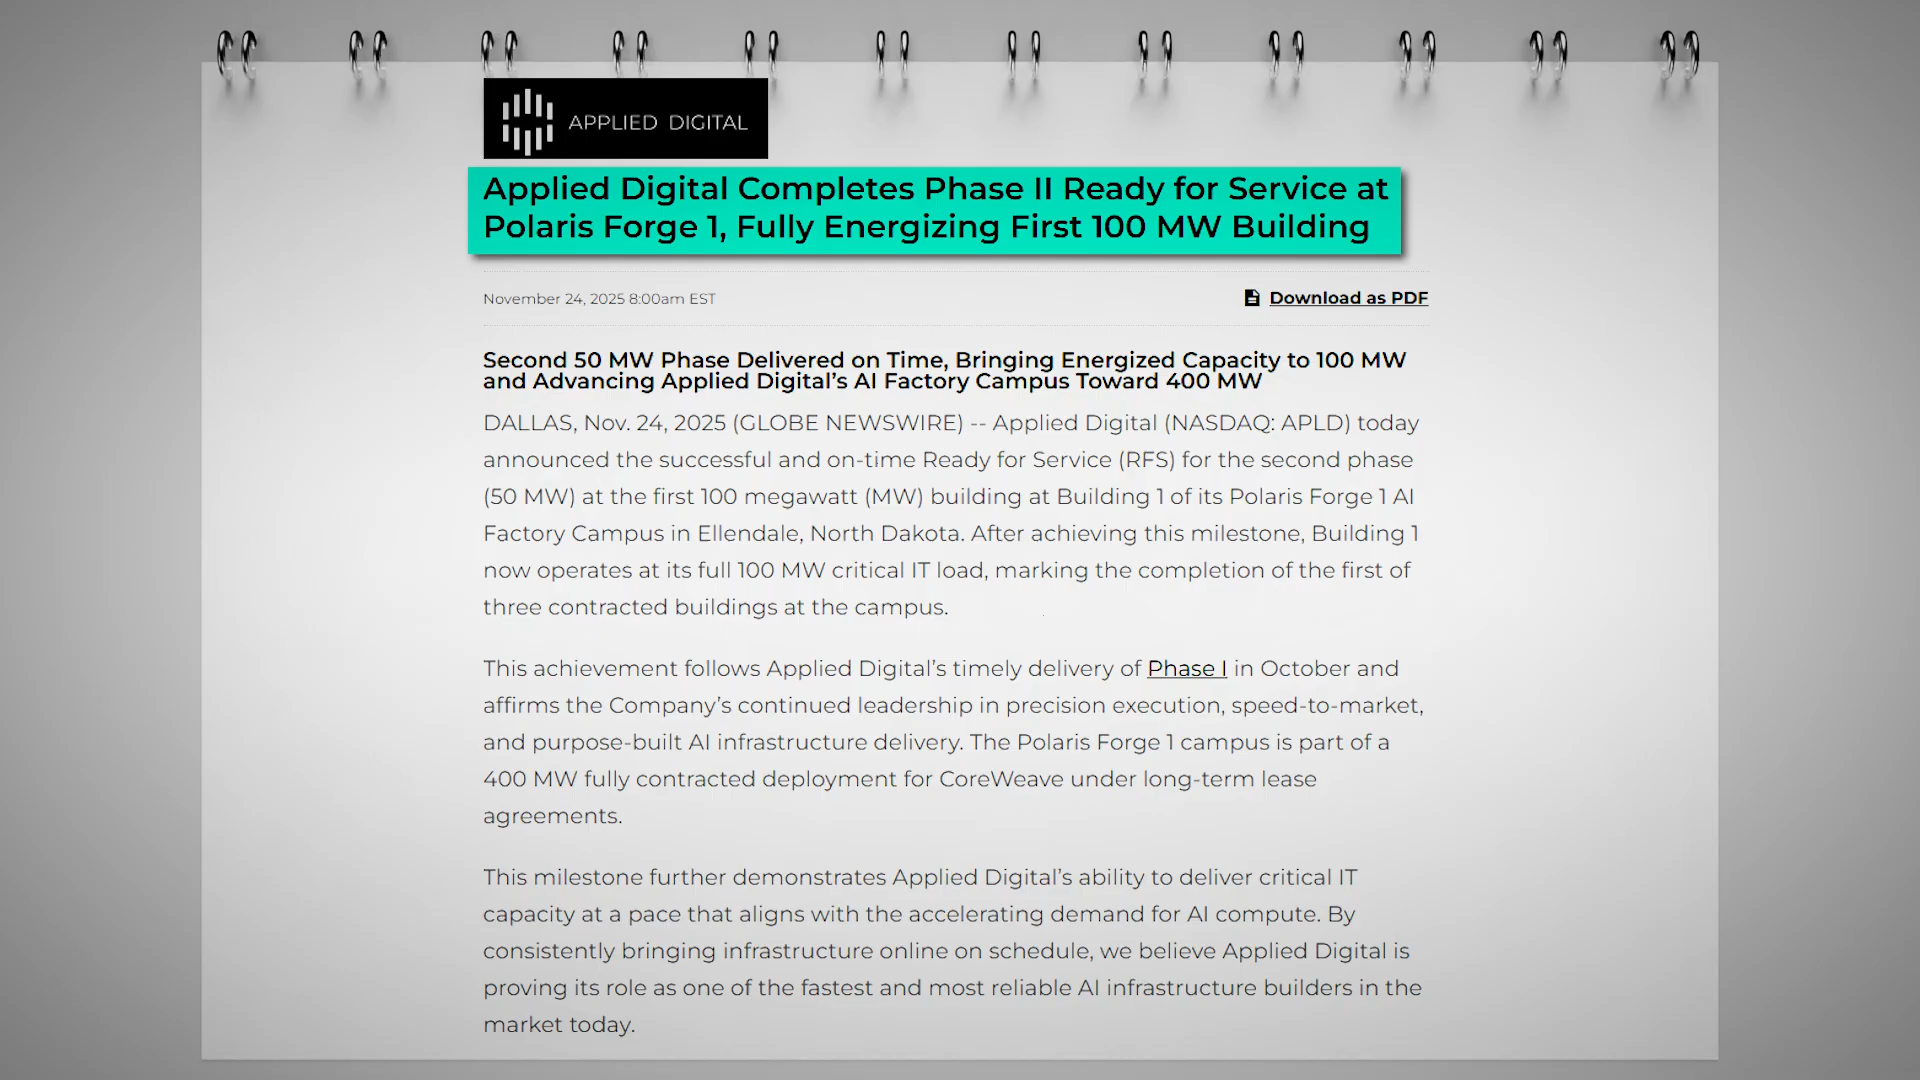 APPLIED DIGITAL
Applied Digital Completes Phase II Ready for Service at
Polaris Forge 1, Fully Energizing First 100 MW Building
November 24, 2025 8:00am EST
Download as PDF
Second 50 MW Phase Delivered on Time, Bringing Energized Capacity to 100 MW
and Advancing Applied Digital’s AI Factory Campus Toward 400 MW
DALLAS, Nov. 24, 2025 (GLOBE NEWSWIRE) -- Applied Digital (NASDAQ: APLD) today
announced the successful and on-time Ready for Service (RFS) for the second phase
(50 MW) at the first 100 megawatt (MW) building at Building 1 of its Polaris Forge 1 AI
Factory Campus in Ellendale, North Dakota. After achieving this milestone, Building 1
now operates at its full 100 MW critical IT load, marking the completion of the first of
three contracted buildings at the campus.
This achievement follows Applied Digital’s timely delivery of Phase I in October and
affirms the Company’s continued leadership in precision execution, speed-to-market,
and purpose-built AI infrastructure delivery. The Polaris Forge 1 campus is part of a
400 MW fully contracted deployment for CoreWeave under long-term lease
agreements.
This milestone further demonstrates Applied Digital’s ability to deliver critical IT
capacity at a pace that aligns with the accelerating demand for AI compute. By
consistently bringing infrastructure online on schedule, we believe Applied Digital is
proving its role as one of the fastest and most reliable AI infrastructure builders in the
market today.